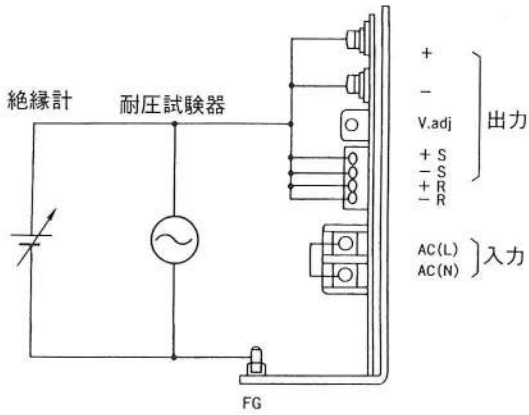 +
−
絶縁計
耐圧試験器
V.adj
出力
+ S
− S
+ R
− R
AC(L)
AC(N)
入力
FG